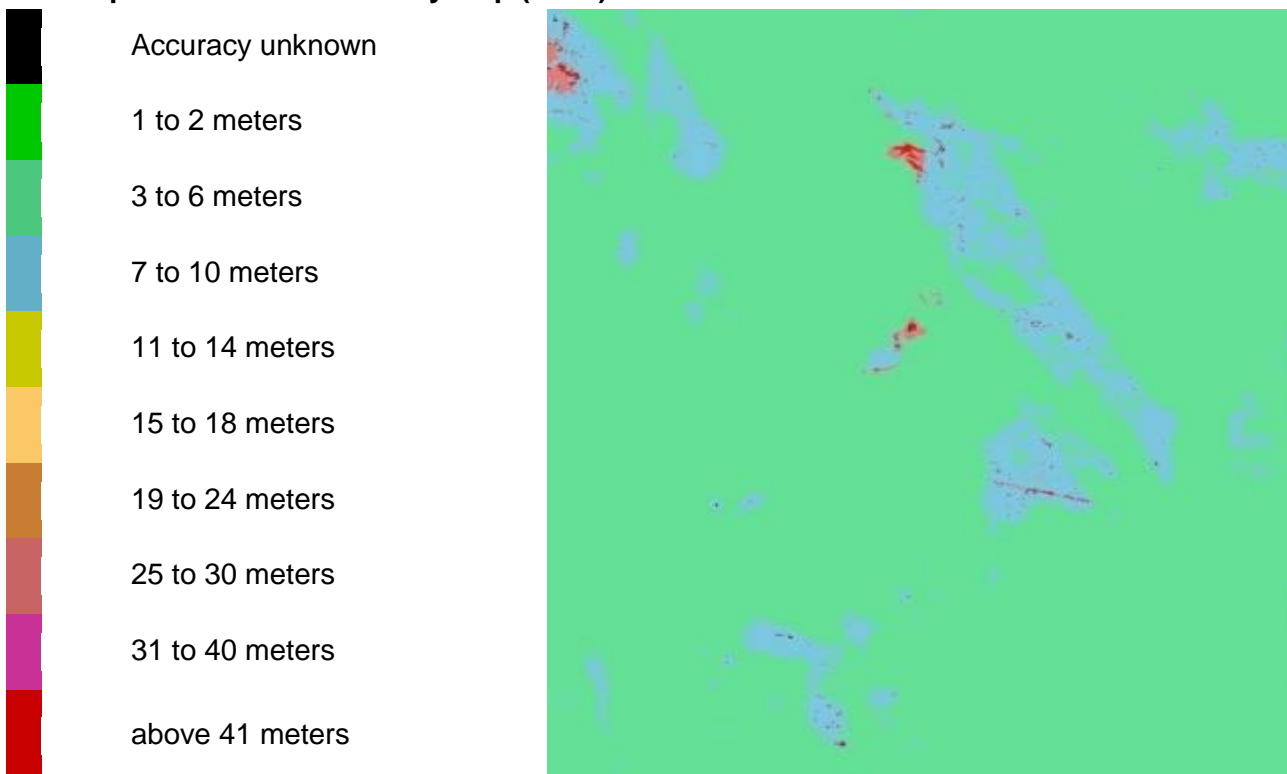 Accuracy unknown
1 to 2 meters
3 to 6 meters
7 to 10 meters
11 to 14 meters
15 to 18 meters
19 to 24 meters
25 to 30 meters
31 to 40 meters
above 41 meters